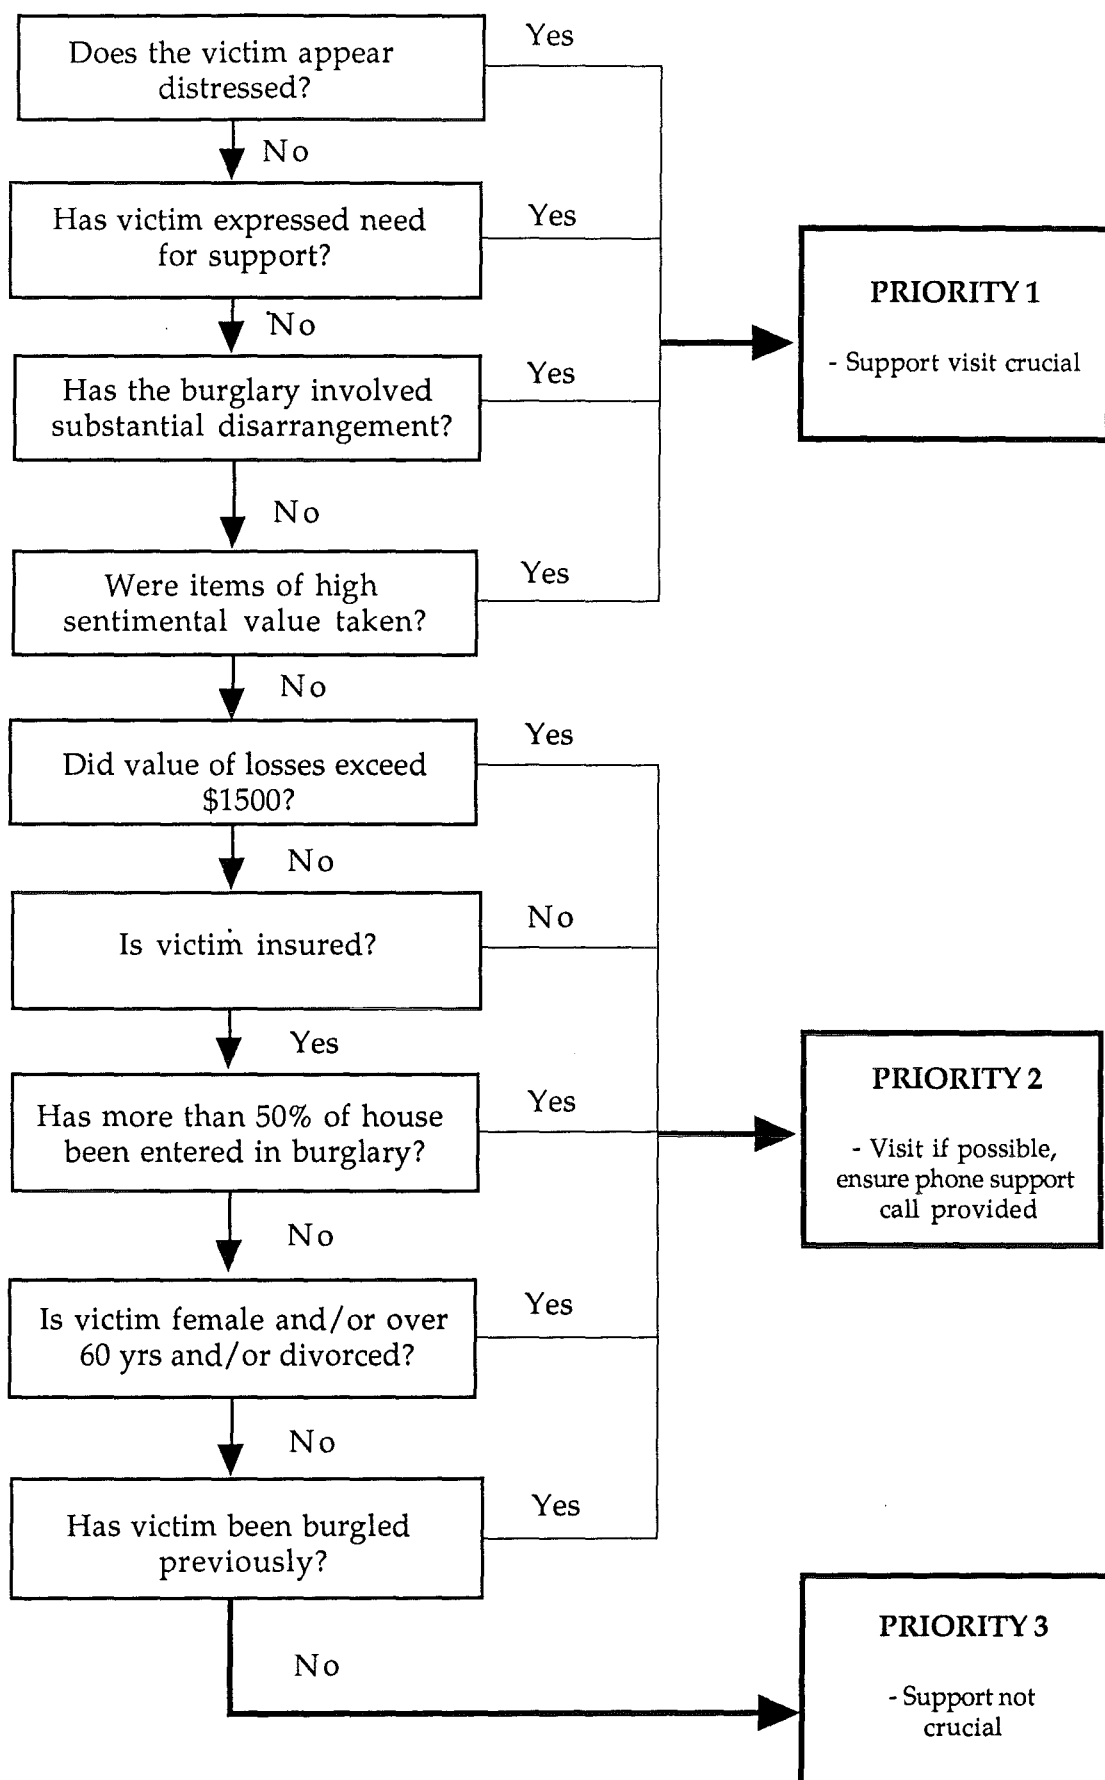 Does the victim appear
distressed?
Yes
No
Has victim expressed need
for support?
Yes
No
Has the burglary involved
substantial disarrangement?
Yes
No
Were items of high
sentimental value taken?
Yes
No
PRIORITY 1
- Support visit crucial
Did value of losses exceed
$1500?
Yes
No
Is victim insured?
No
Yes
Has more than 50% of house
been entered in burglary?
Yes
No
Is victim female and/or over
60 yrs and/or divorced?
Yes
No
Has victim been burgled
previously?
Yes
No
PRIORITY 2
- Visit if possible,
ensure phone support
call provided
PRIORITY 3
- Support not
crucial